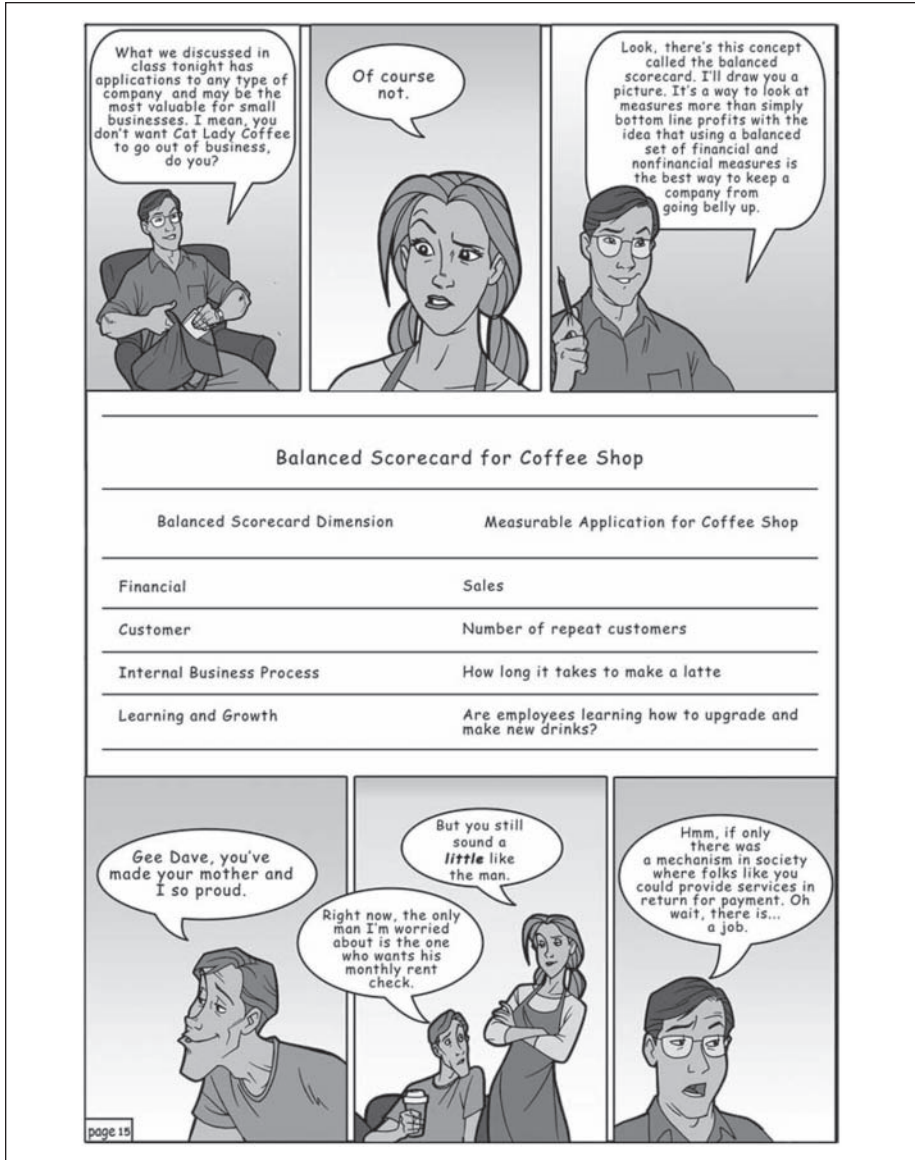 What we discussed in
class tonight has
applications to any type of
company and may be the
most valuable for small
businesses. I mean, you
don't want Cat Lady Coffee
to go out of business,
do you?
Of course
not.
Look, there's this concept
called the balanced
scorecard. I'll draw you a
picture. It's a way to look at
measures more than simply
bottom line profits with the
idea that using a balanced
set of financial and
nonfinancial measures is
the best way to keep a
company from
going belly up.
Balanced Scorecard for Coffee Shop
Balanced Scorecard Dimension Measurable Application for Coffee Shop
Financial Sales
Customer Number of repeat customers
Internal Business Process How long it takes to make a latte
Learning and Growth Are employees learning how to upgrade and
make new drinks?
Gee Dave, you've
made your mother and
I so proud.
But you still
sound a
little like
the man.
Right now, the only
man I'm worried
about is the one
who wants his
monthly rent
check.
Hmm, if only
there was
a mechanism in society
where folks like you
could provide services in
return for payment. Oh
wait, there is...
a job.
page 15